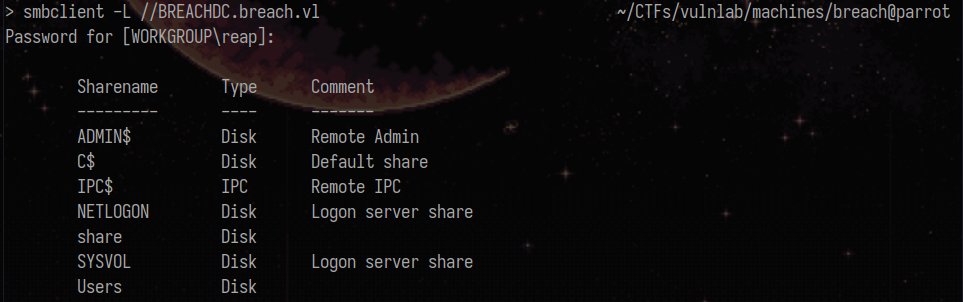 > smbclient -L //BREACHDC.breach.vl ~/CTFs/vulnlab/machines/breach@parrot
Password for [WORKGROUP\reap]:
Sharename Type Comment
--------- ---- -------
ADMIN$ Disk Remote Admin
C$ Disk Default share
IPC$ IPC Remote IPC
NETLOGON Disk Logon server share
share Disk
SYSVOL Disk Logon server share
Users Disk